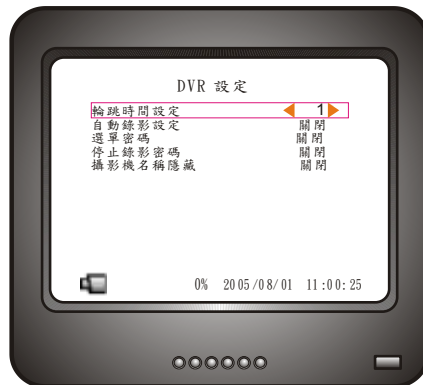 DVR 設定
輪跳時間設定 1
自動錄影設定 關閉
選單密碼 關閉
停止錄影密碼 關閉
攝影機名稱隱藏 關閉
0% 2005/08/01 11:00:25